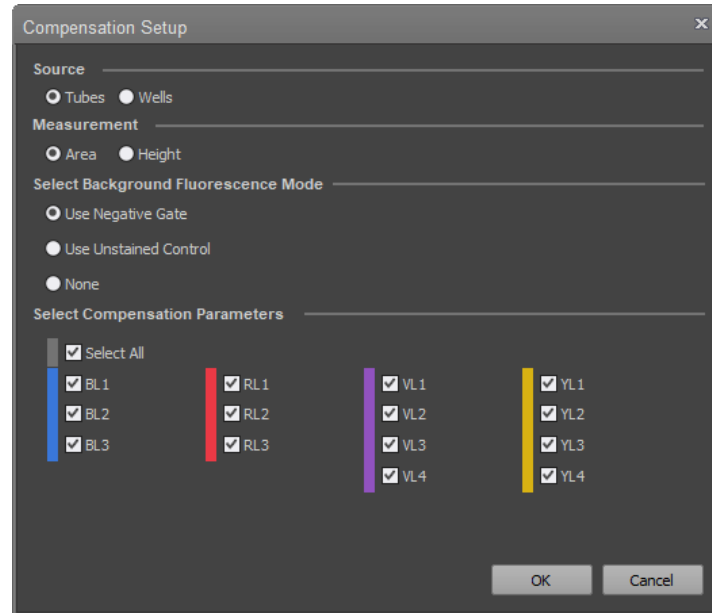 Compensation Setup
Source
Tubes Wells
Measurement
Area Height
Select Background Fluorescence Mode
Use Negative Gate
Use Unstained Control
None
Select Compensation Parameters
Select All
BL1 RL1 VL1 YL1
BL2 RL2 VL2 YL2
BL3 RL3 VL3 YL3
VL4 YL4
OK Cancel